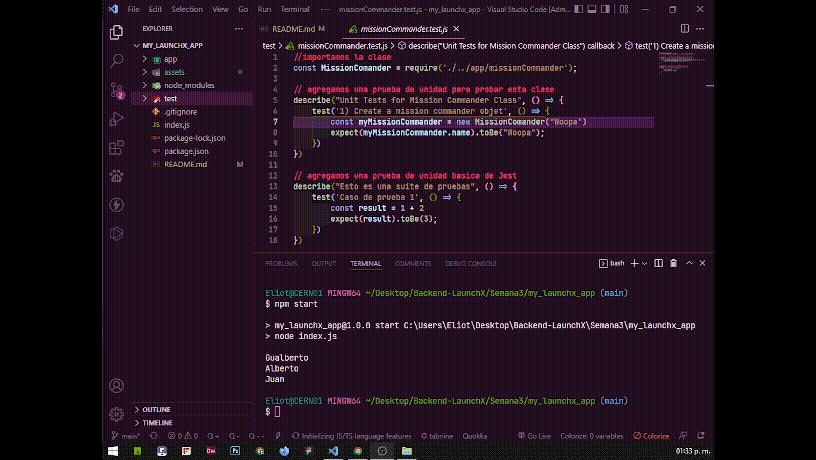 File Edit Selection View Go Run Terminal ··· missionCommander.test.js - my_launchx_app - Visual Studio Code [Adm...
EXPLORER ···
MY_LAUNCHX_APP
app
assets
node_modules
test
.gitignore
index.js
package-lock.json
package.json
README.md M
OUTLINE
TIMELINE
README.md M missionCommander.test.js
test > missionCommander.test.js > describe("Unit Tests for Mission Commander Class") callback > test('1) Create a mission
1 //importamos la clase
2 const MissionComander = require('./../app/missionCommander');
3
4 // agregamos una prueba de unidad para probar esta clase
5 describe("Unit Tests for Mission Commander Class", () => {
6 test('1) Create a mission commander objet', () => {
7 const myMissionCommander = new MissionComander("Woopa")
8 expect(myMissionCommander.name).toBe("Woopa");
9 })
10 })
11
12 // agregamos una prueba de unidad basica de Jest
13 describe("Esto es una suite de pruebas", () => {
14 test('Caso de prueba 1', () => {
15 const result = 1 + 2
16 expect(result).toBe(3);
17 })
18 })
PROBLEMS OUTPUT TERMINAL COMMENTS DEBUG CONSOLE bash
Eliot@CERN01 MINGW64 ~/Desktop/Backend-LaunchX/Semana3/my_launchx_app (main)
$ npm start
> my_launchx_app@1.0.0 start C:\Users\Eliot\Desktop\Backend-LaunchX\Semana3\my_launchx_app
> node index.js
Gualberto
Alberto
Juan
Eliot@CERN01 MINGW64 ~/Desktop/Backend-LaunchX/Semana3/my_launchx_app (main)
$
main* 0 0 Initializing JS/TS language features tabnine Quokka Go Live Colorize: 0 variables Colorize
01:33 p. m.